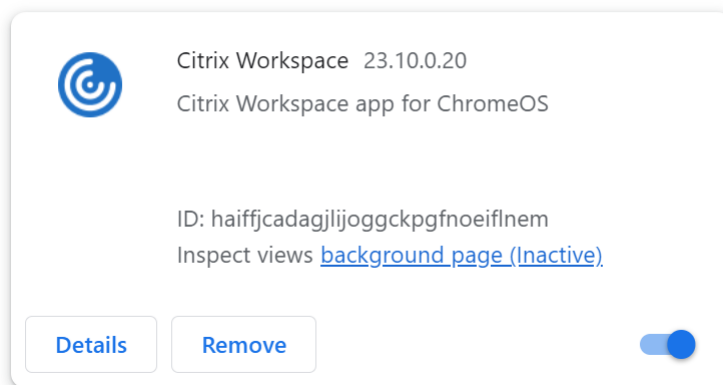 Citrix Workspace 23.10.0.20
Citrix Workspace app for ChromeOS
ID: haiffjcadagjlijoggckpgfnoeiflnem
Inspect views background page (Inactive)
Details Remove